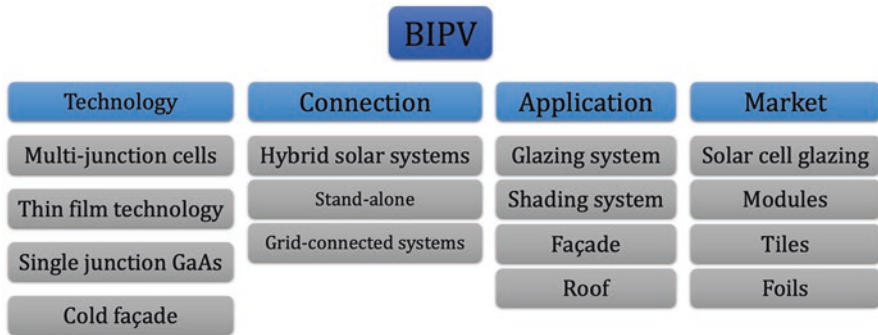 BIPV
Technology
Multi-junction cells
Thin film technology
Single junction GaAs
Cold façade
Connection
Hybrid solar systems
Stand-alone
Grid-connected systems
Application
Glazing system
Shading system
Façade
Roof
Market
Solar cell glazing
Modules
Tiles
Foils